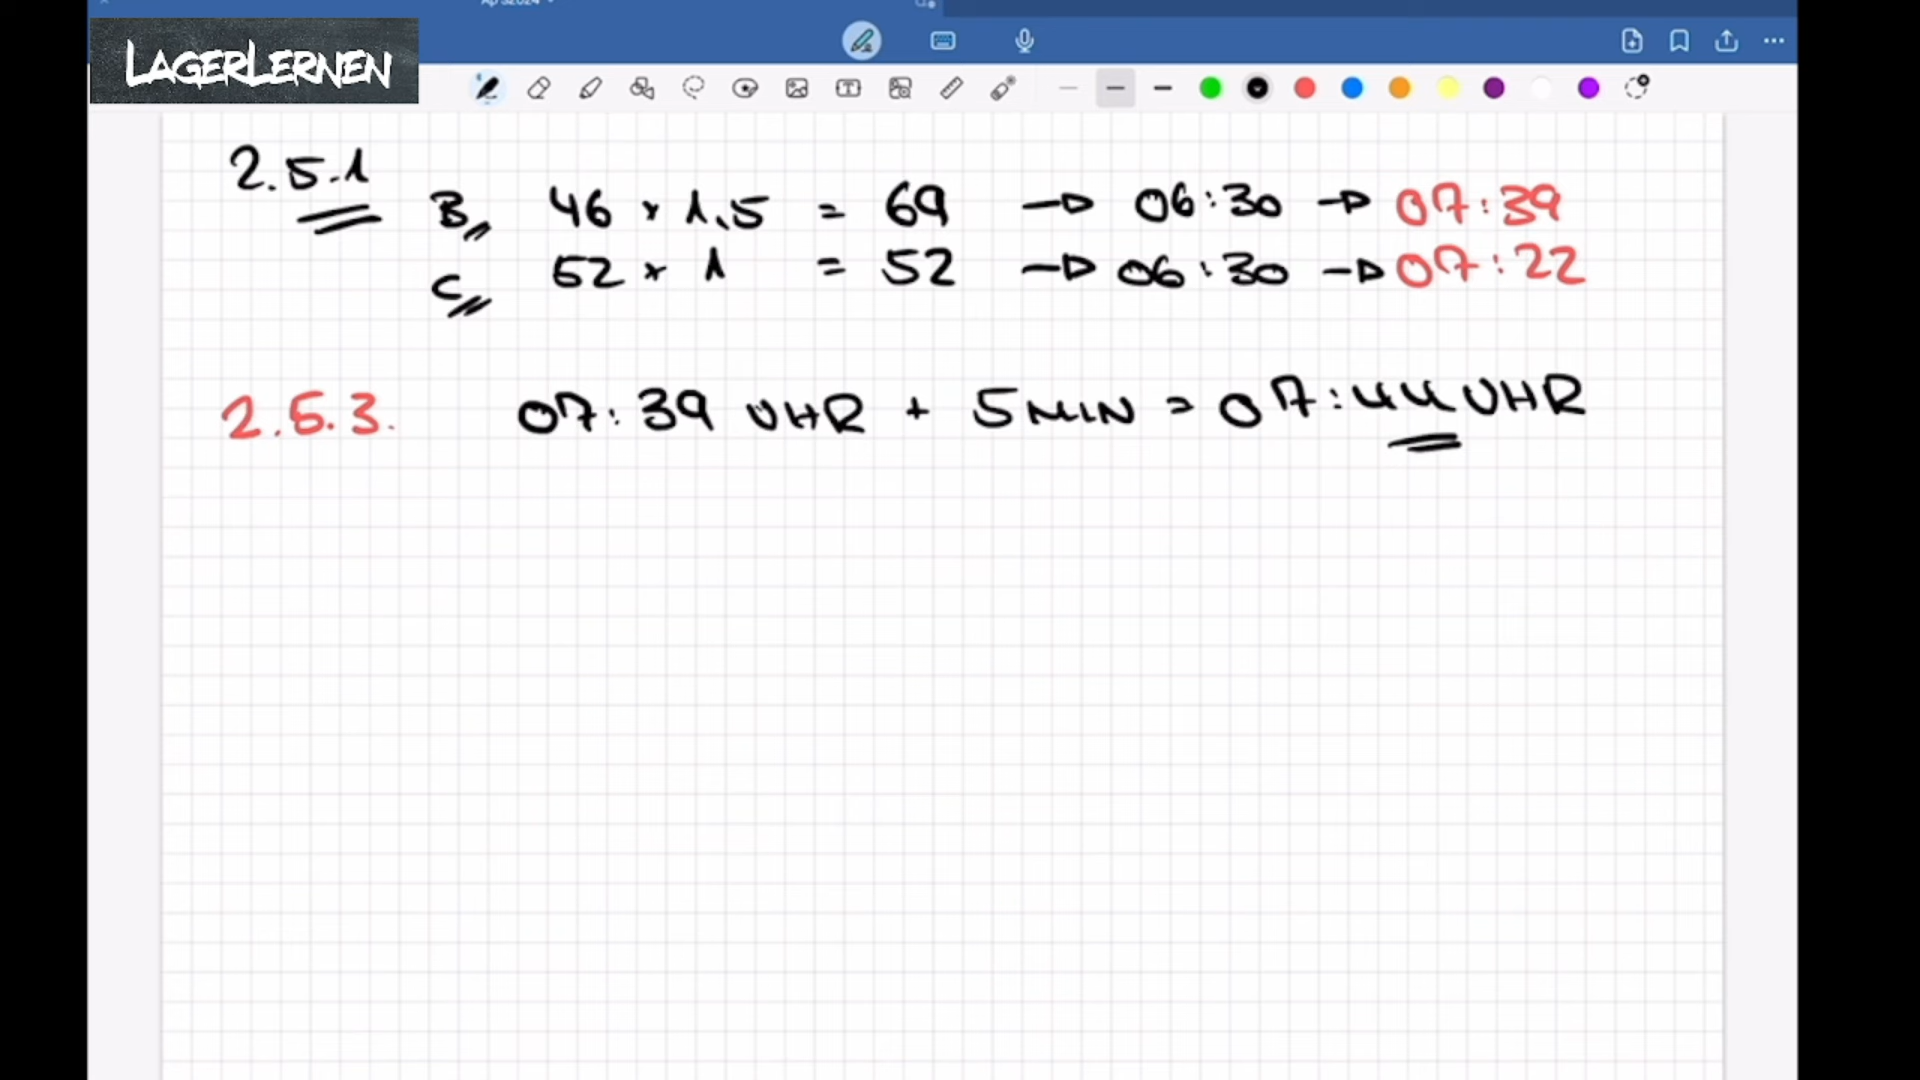 LAGERLERNEN
2.5.1
B, 46 * 1,5 = 69 → 06:30 → 07:39
C, 52 * 1 = 52 → 06:30 → 07:22
2.5.3. 07:39 UHR + 5 MIN = 07:44 UHR